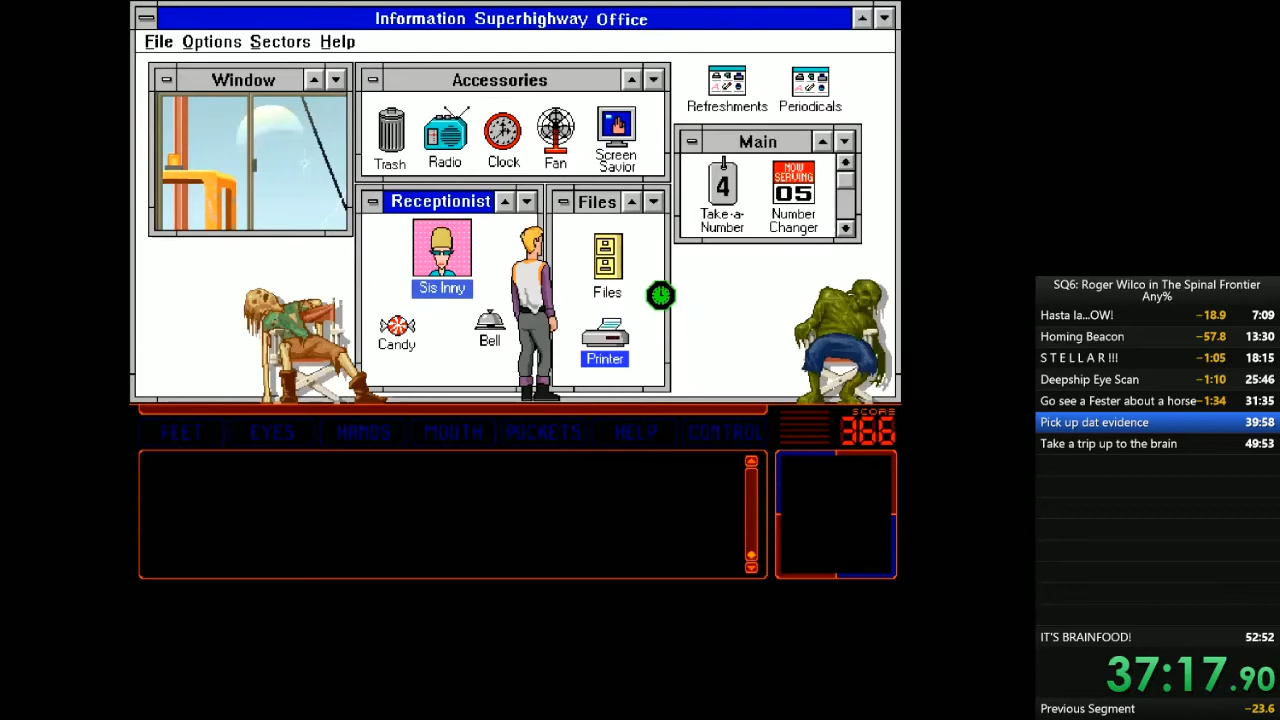 Information Superhighway Office
File Options Sectors Help
Window
Accessories
Refreshments
Periodicals
Trash
Radio
Clock
Fan
Screen
Savior
Main
4
NOW
SERVING
05
Take-a-
Number
Number
Changer
Receptionist
Files
Sis Inny
Files
Candy
Bell
Printer
FEET EYES HANDS MOUTH POCKETS HELP CONTROL
SCORE
366
SQ6: Roger Wilco in The Spinal Frontier
Any%
Hasta la...OW! −18.9 7:09
Homing Beacon −57.8 13:30
S T E L L A R !!! −1:05 18:15
Deepship Eye Scan −1:10 25:46
Go see a Fester about a horse −1:34 31:35
Pick up dat evidence 39:58
Take a trip up to the brain 49:53
IT'S BRAINFOOD! 52:52
37:17.90
Previous Segment −23.6